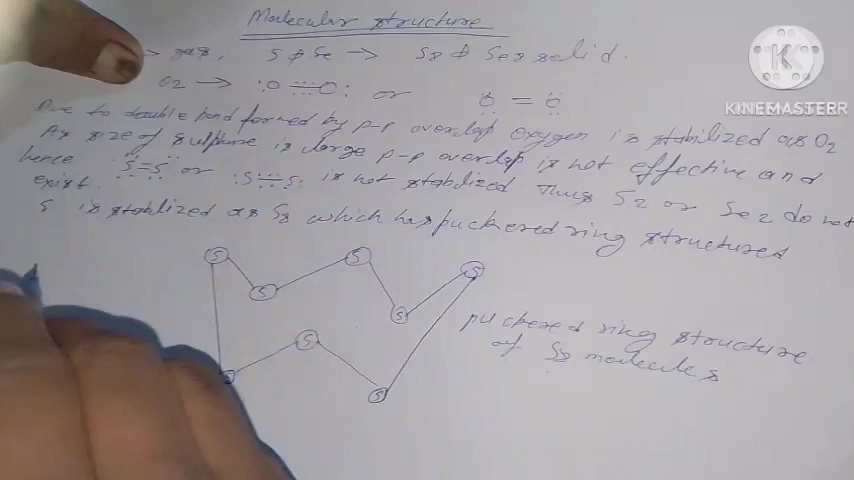 Molecular structure
→ gas, S & Se → S8 & Se8 solid.
O2 → :O ⋯ O: or O = O
Due to double bond formed by p-p overlap oxygen is stabilized as O2
As size of sulphure is large p-p overlap is not effective and
hence S=S or :S ⋯ S: is not stabilized Thus S2 or Se2 do not
exist.
S is stablized as S8 which has puckered ring structured
S
S
S
S
S
S
S
S
puckered ring structure
of S8 molecules
K
KINEMASTER